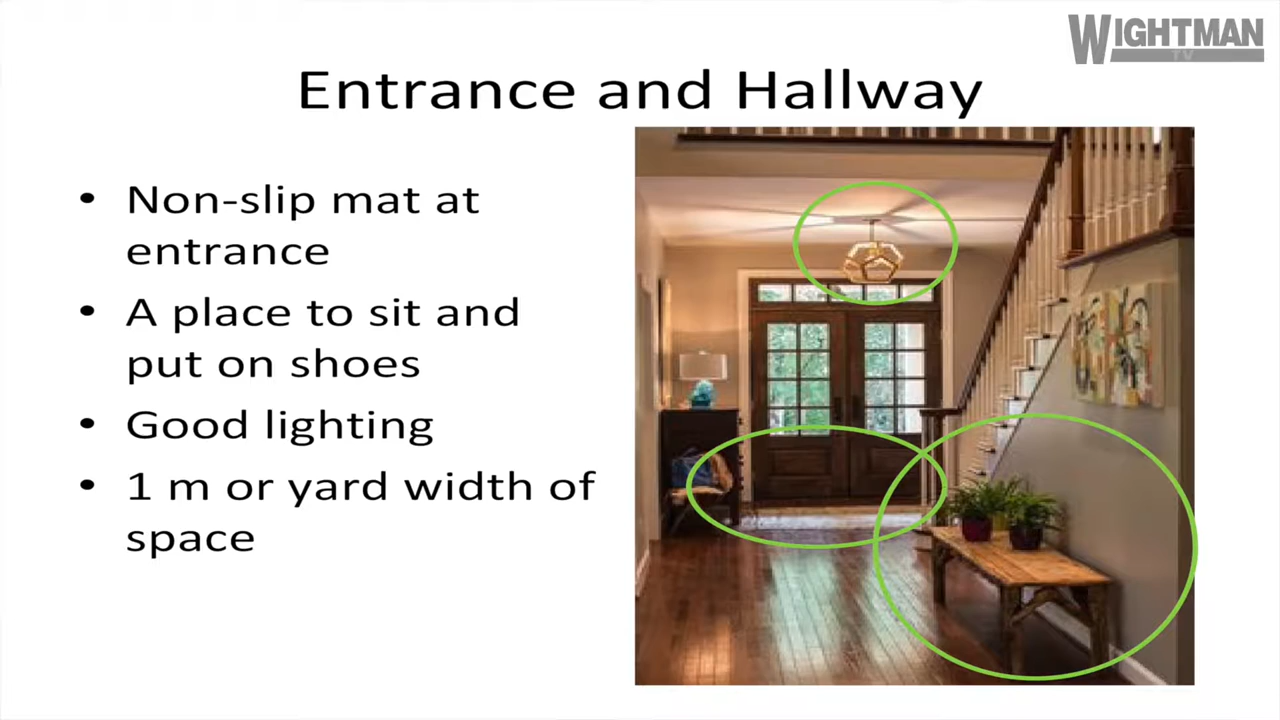 WIGHTMAN
TV
Entrance and Hallway
• Non-slip mat at
entrance
• A place to sit and
put on shoes
• Good lighting
• 1 m or yard width of
space